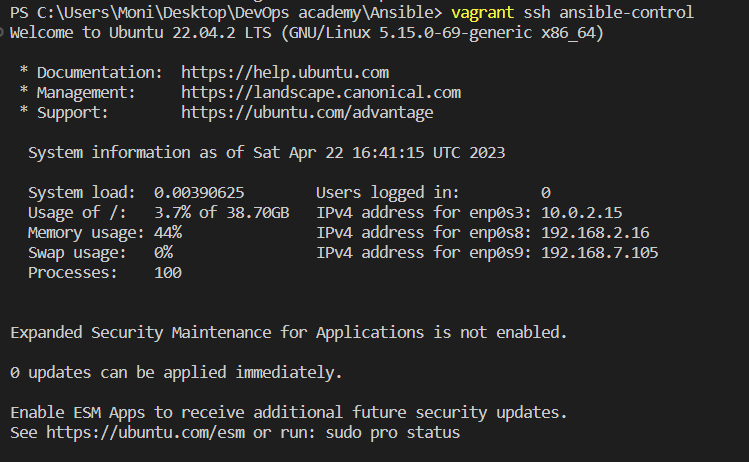 PS C:\Users\Moni\Desktop\DevOps academy\Ansible> vagrant ssh ansible-control
Welcome to Ubuntu 22.04.2 LTS (GNU/Linux 5.15.0-69-generic x86_64)
* Documentation:  https://help.ubuntu.com
* Management:     https://landscape.canonical.com
* Support:        https://ubuntu.com/advantage
System information as of Sat Apr 22 16:41:15 UTC 2023
System load:  0.00390625        Users logged in:         0
Usage of /:   3.7% of 38.70GB   IPv4 address for enp0s3: 10.0.2.15
Memory usage: 44%               IPv4 address for enp0s8: 192.168.2.16
Swap usage:   0%                IPv4 address for enp0s9: 192.168.7.105
Processes:    100
Expanded Security Maintenance for Applications is not enabled.
0 updates can be applied immediately.
Enable ESM Apps to receive additional future security updates.
See https://ubuntu.com/esm or run: sudo pro status